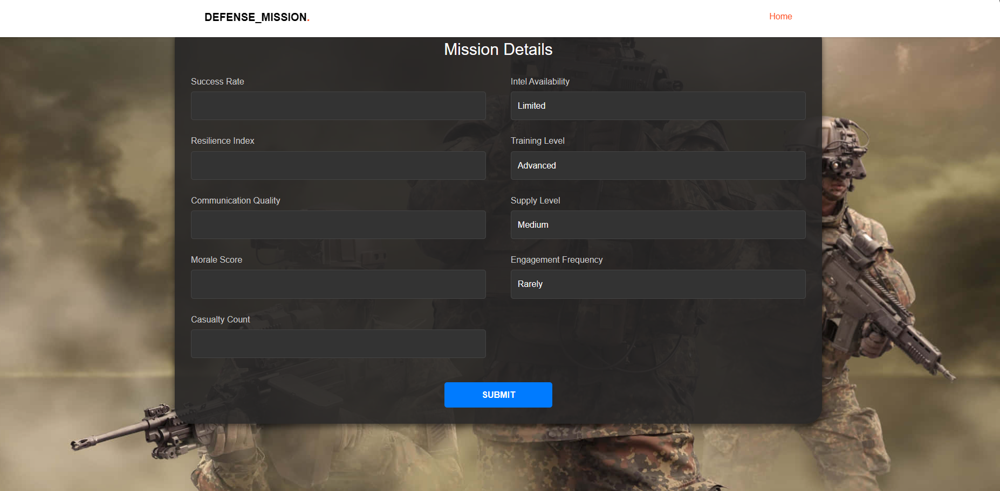 DEFENSE_MISSION.
Home
Mission Details
Success Rate
Intel Availability
Limited
Resilience Index
Training Level
Advanced
Communication Quality
Supply Level
Medium
Morale Score
Engagement Frequency
Rarely
Casualty Count
SUBMIT